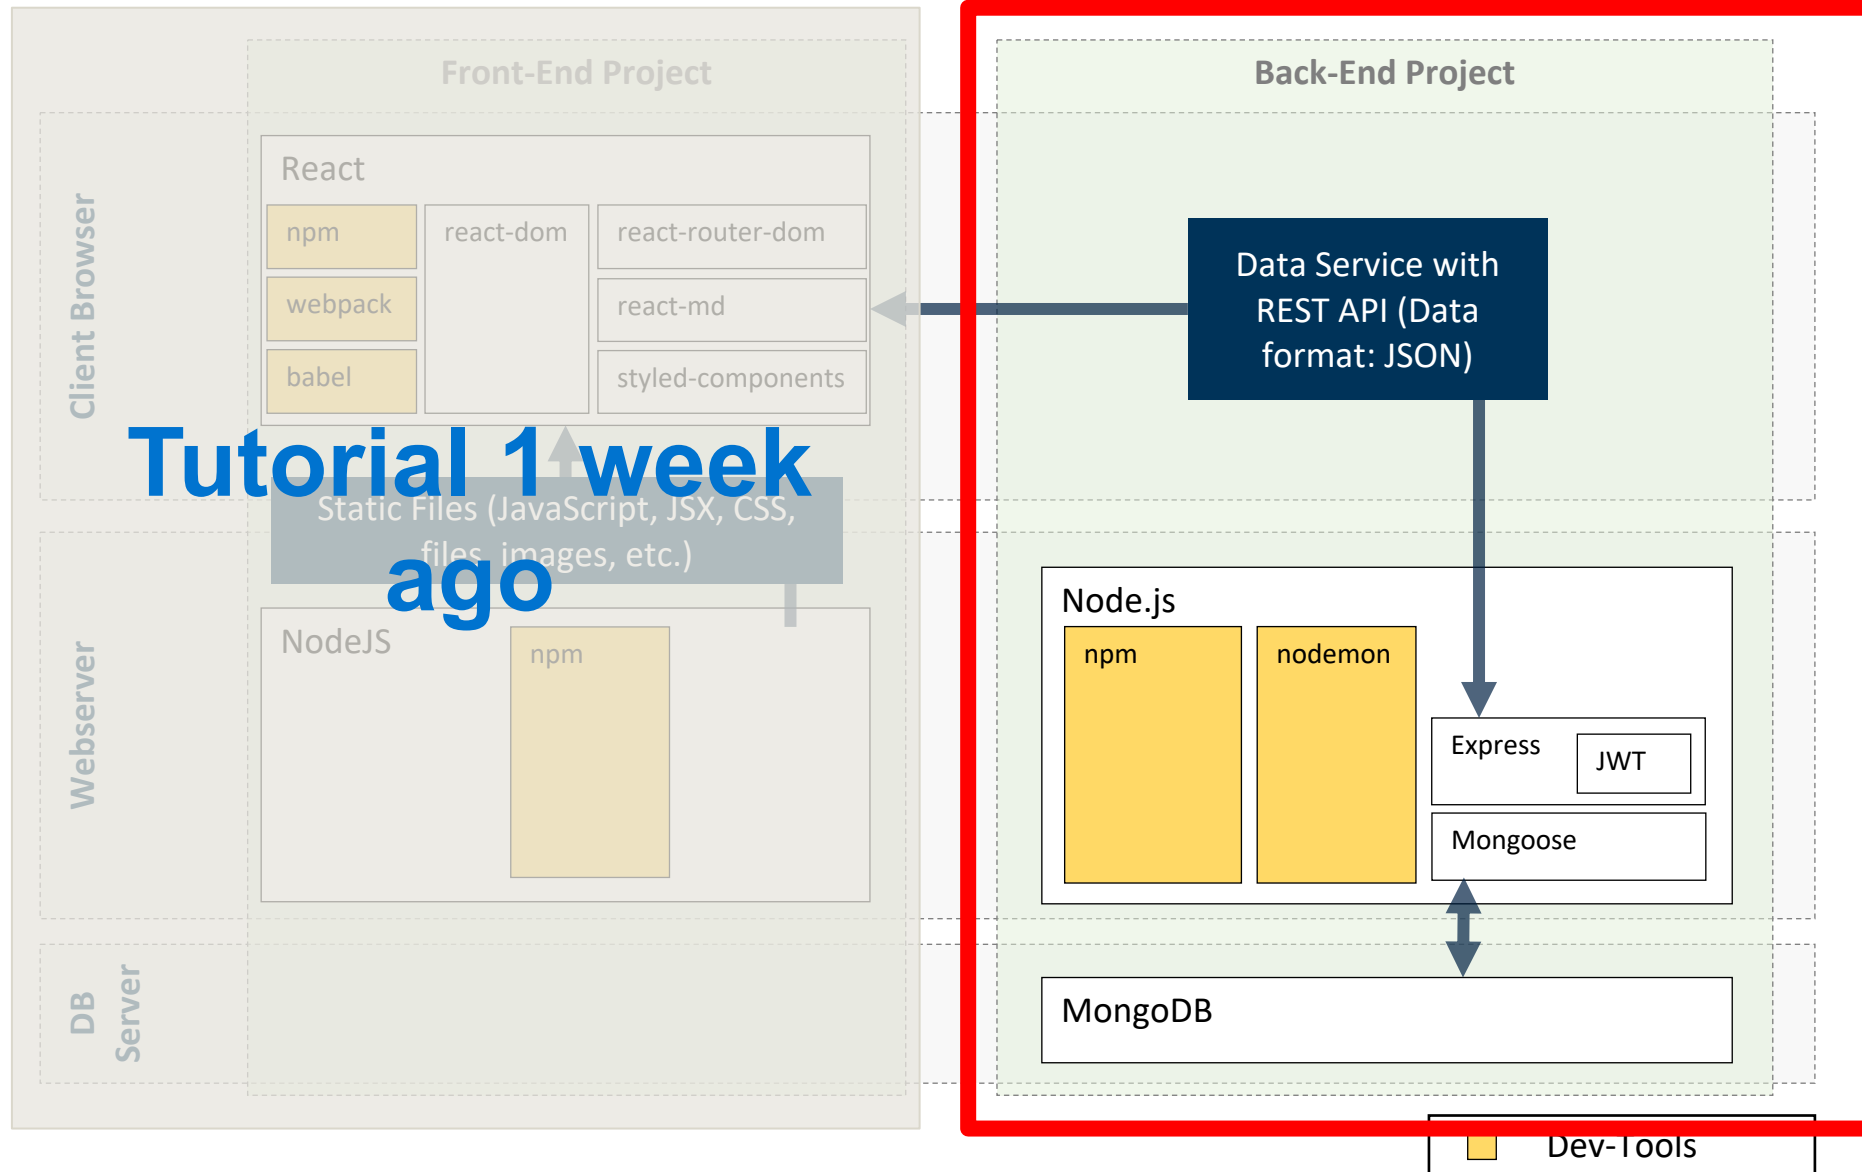 Front-End Project
Back-End Project
Client Browser
React
npm
react-dom
react-router-dom
webpack
react-md
babel
styled-components
Data Service with
REST API (Data
format: JSON)
Tutorial 1 week
ago
Static Files (JavaScript, JSX, CSS,
files, images, etc.)
Webserver
NodeJS
npm
Node.js
npm
nodemon
Express
JWT
Mongoose
DB
Server
MongoDB
Dev-Tools